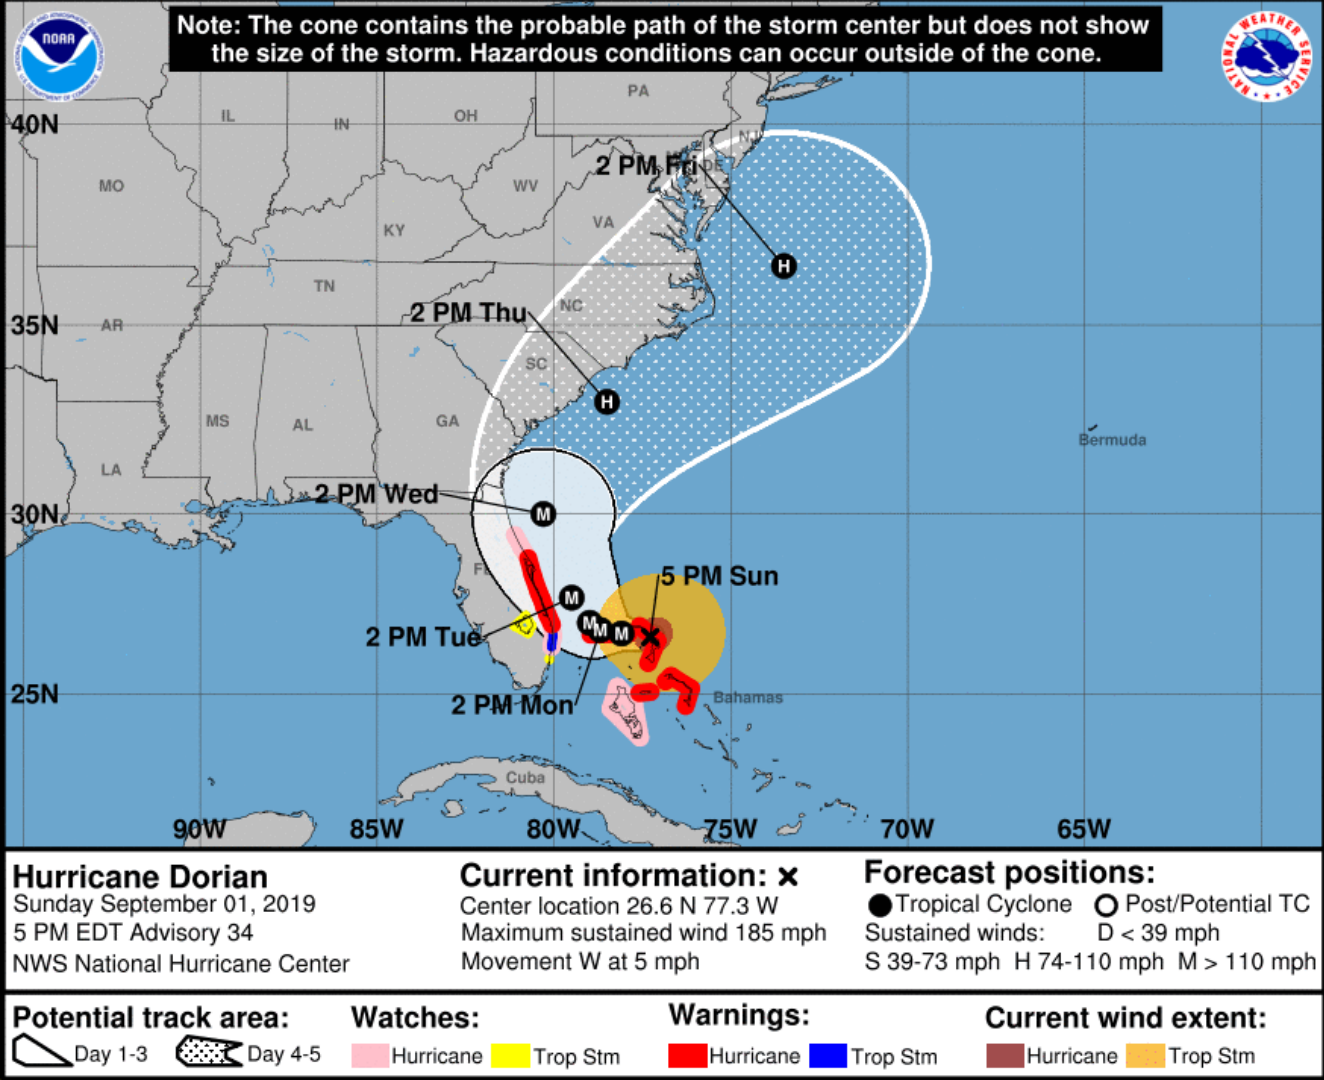 Note: The cone contains the probable path of the storm center but does not show
the size of the storm. Hazardous conditions can occur outside of the cone.
NOAA
NATIONAL WEATHER SERVICE
PA
IL
IN
OH
40N
NJ
2 PM Fri
DE
MO
WV
VA
KY
TN
NC
2 PM Thu
35N
AR
SC
MS
AL
GA
Bermuda
LA
2 PM Wed
30N
M
H
H
FL
5 PM Sun
M
M
M
M
2 PM Tue
25N
2 PM Mon
Bahamas
Cuba
90W
85W
80W
75W
70W
65W
Hurricane Dorian
Sunday September 01, 2019
5 PM EDT Advisory 34
NWS National Hurricane Center
Current information: x
Center location 26.6 N 77.3 W
Maximum sustained wind 185 mph
Movement W at 5 mph
Forecast positions:
Tropical Cyclone Post/Potential TC
Sustained winds: D < 39 mph
S 39-73 mph H 74-110 mph M > 110 mph
Potential track area:
Day 1-3 Day 4-5
Watches:
Hurricane Trop Stm
Warnings:
Hurricane Trop Stm
Current wind extent:
Hurricane Trop Stm